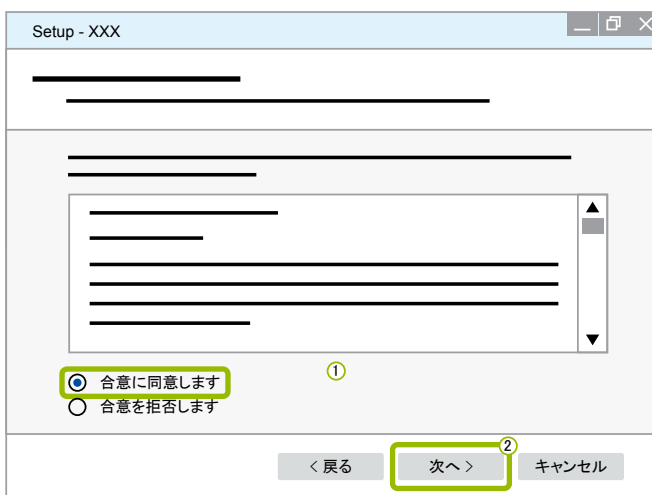 Setup - XXX
①
合意に同意します
合意を拒否します
②
< 戻る
次へ >
キャンセル